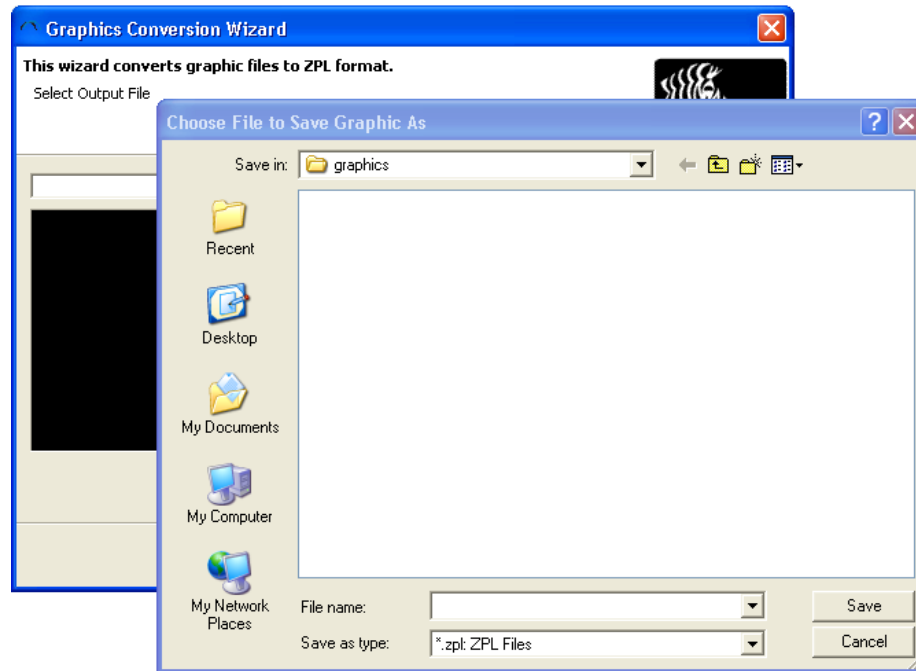 Graphics Conversion Wizard
This wizard converts graphic files to ZPL format.
Select Output File
Choose File to Save Graphic As
Save in:
graphics
Recent
Desktop
My Documents
My Computer
My Network
Places
File name:
Save
Save as type:
*.zpl: ZPL Files
Cancel